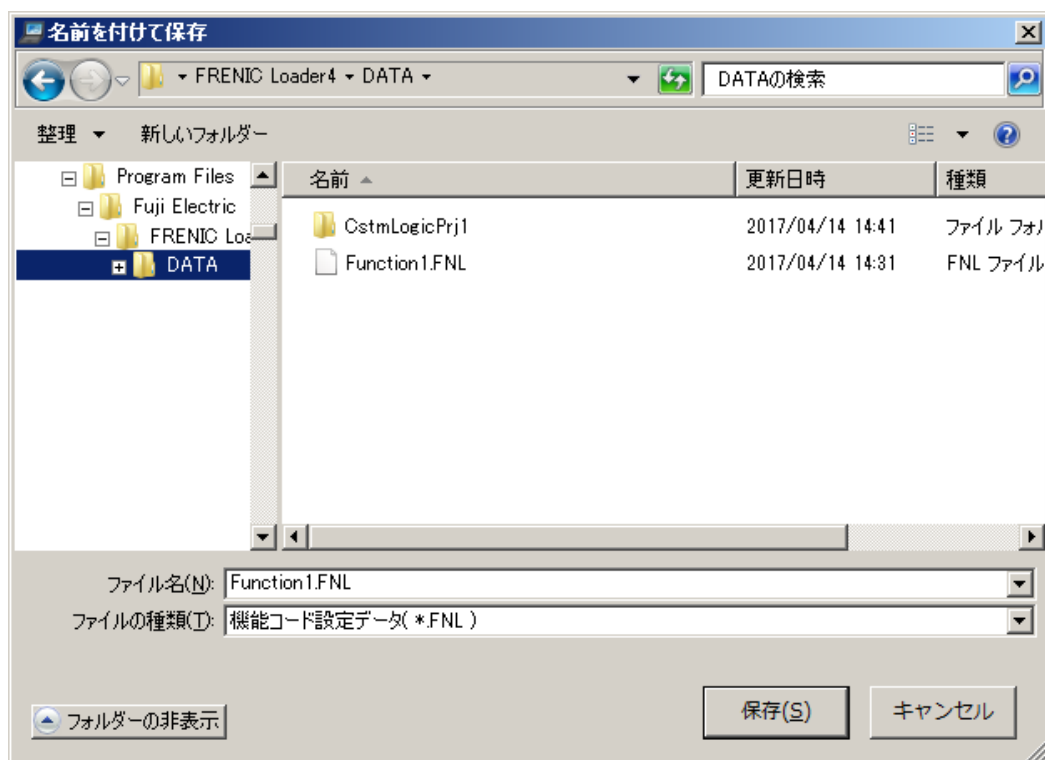 名前を付けて保存
FRENIC Loader4 DATA DATAの検索
整理 新しいフォルダー
Program Files
Fuji Electric
FRENIC Loa
DATA
名前 更新日時 種類
CstmLogicPrj1 2017/04/14 14:41 ファイル フォル
Function1.FNL 2017/04/14 14:31 FNL ファイル
ファイル名(N): Function1.FNL
ファイルの種類(T): 機能コード設定データ( *.FNL )
フォルダーの非表示 保存(S) キャンセル